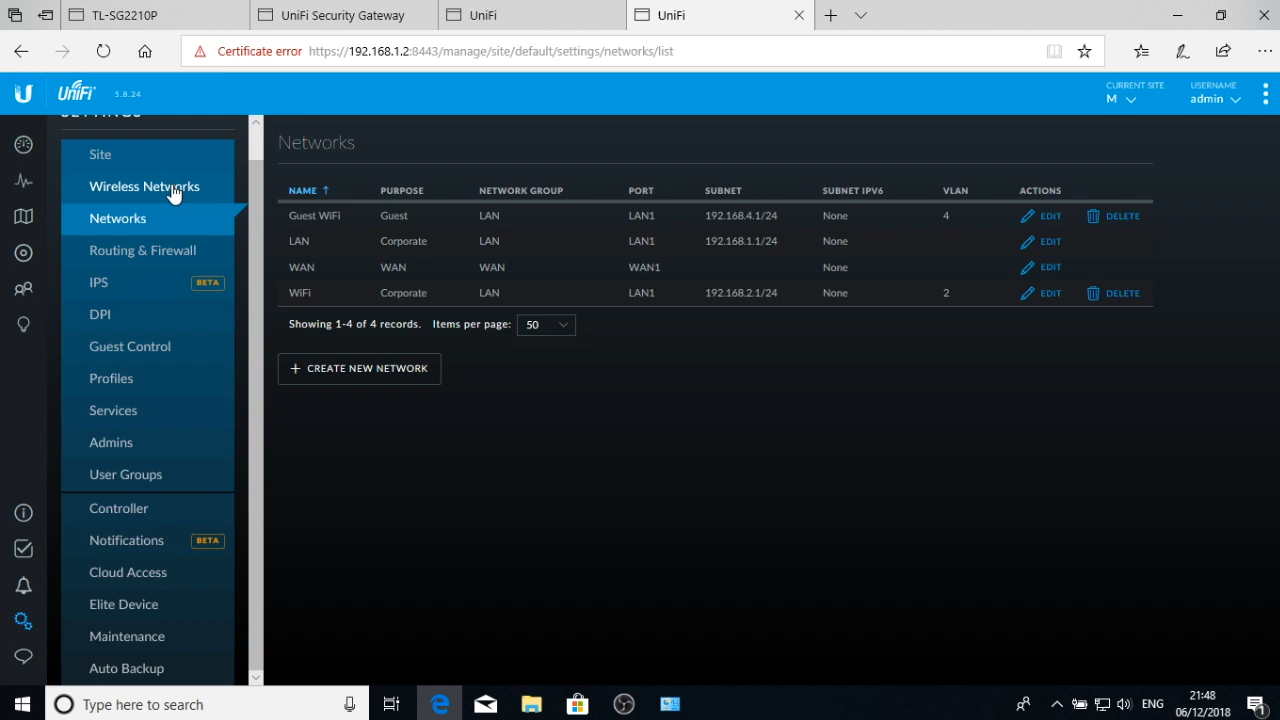 TL-SG2210P
UniFi Security Gateway
UniFi
UniFi
Certificate error https://192.168.1.2:8443/manage/site/default/settings/networks/list
UniFi 5.8.24
CURRENT SITE
M
USERNAME
admin
SETTINGS
Site
Wireless Networks
Networks
Routing & Firewall
IPS BETA
DPI
Guest Control
Profiles
Services
Admins
User Groups
Controller
Notifications BETA
Cloud Access
Elite Device
Maintenance
Auto Backup
Networks
NAME ↑ PURPOSE NETWORK GROUP PORT SUBNET SUBNET IPV6 VLAN ACTIONS
Guest WiFi Guest LAN LAN1 192.168.4.1/24 None 4 EDIT DELETE
LAN Corporate LAN LAN1 192.168.1.1/24 None EDIT
WAN WAN WAN WAN1 None EDIT
WiFi Corporate LAN LAN1 192.168.2.1/24 None 2 EDIT DELETE
Showing 1-4 of 4 records. Items per page: 50
+ CREATE NEW NETWORK
Type here to search
ENG
21:48
06/12/2018
1